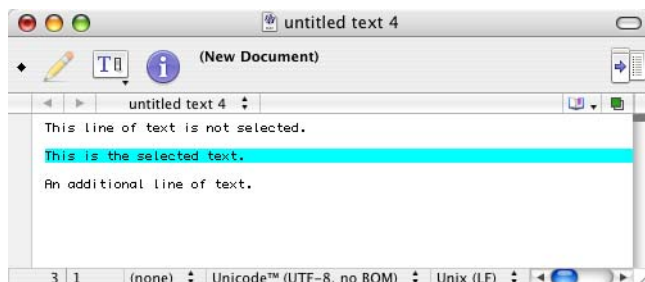 untitled text 4
(New Document)
untitled text 4
This line of text is not selected.
This is the selected text.
An additional line of text.
3 1 (none) Unicode™ (UTF-8, no BOM) Unix (LF)